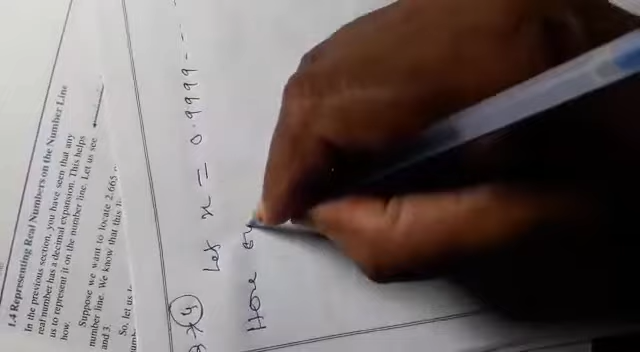 1.4 Representing Real Numbers on the Number Line
In the previous section, you have seen that any
real number has a decimal expansion. This helps
us to represent it on the number line. Let us see
how.
Suppose we want to locate 2.665
number line. We know that this
and 3.
So, let us
Let x = 0.9999---
Here